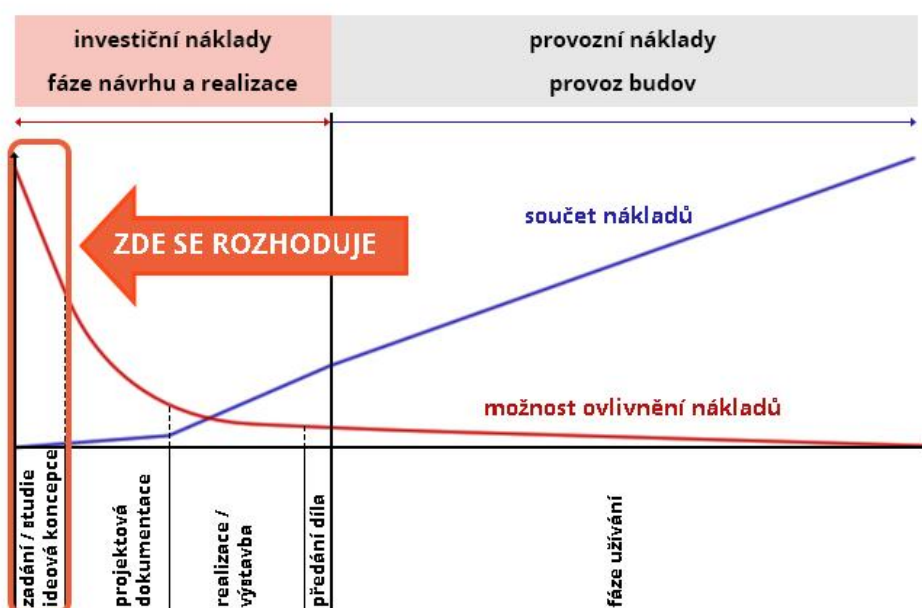 investiční náklady
fáze návrhu a realizace
provozní náklady
provoz budov
součet nákladů
ZDE SE ROZHODUJE
možnost ovlivnění nákladů
zadání / studie
ideová koncepce
projektová
dokumentace
realizace /
výstavba
předání díla
fáze užívání